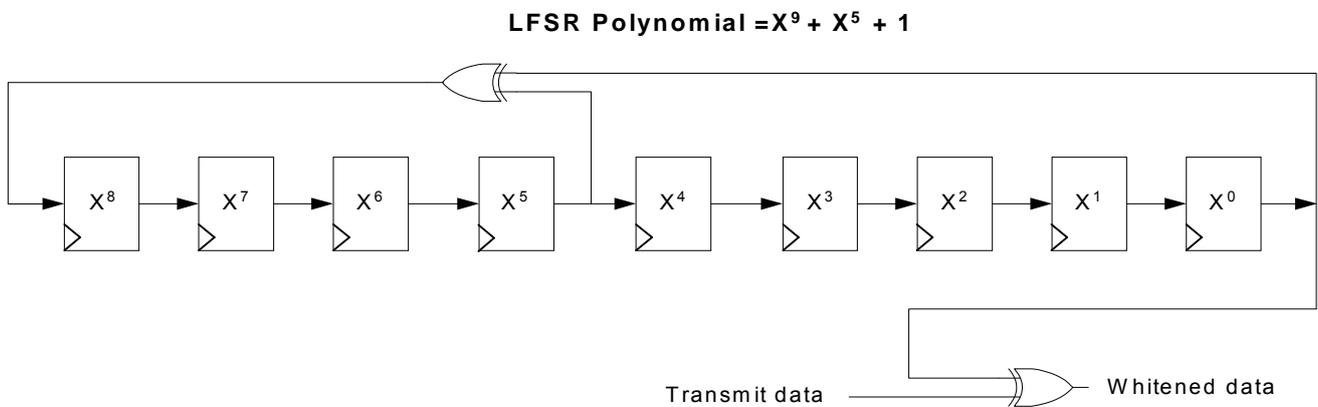 LFSR Polynomial =X⁹ + X⁵ + 1
X⁸ X⁷ X⁶ X⁵ X⁴ X³ X² X¹ X⁰
Transmit data
Whitened data